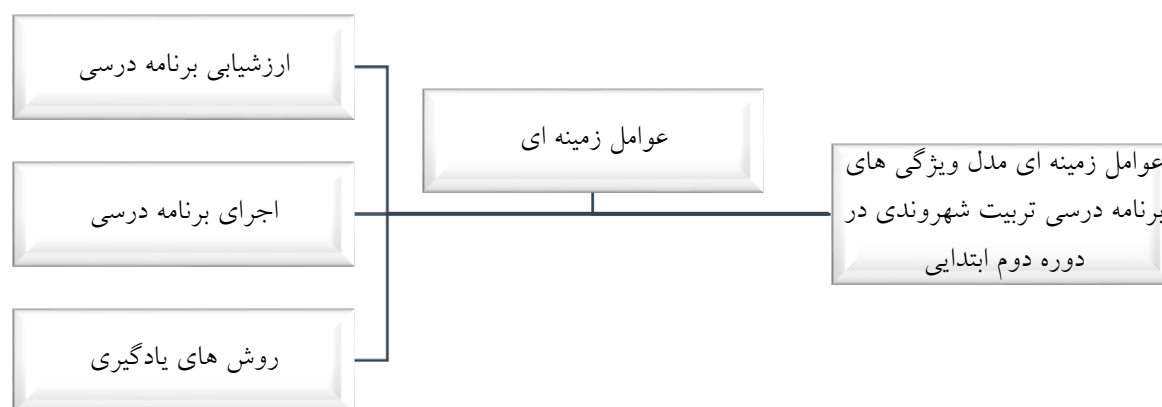 عوامل زمینه ای مدل ویژگی های
برنامه درسی تربیت شهروندی در
دوره دوم ابتدایی
عوامل زمینه ای
ارزشیابی برنامه درسی
اجرای برنامه درسی
روش های یادگیری